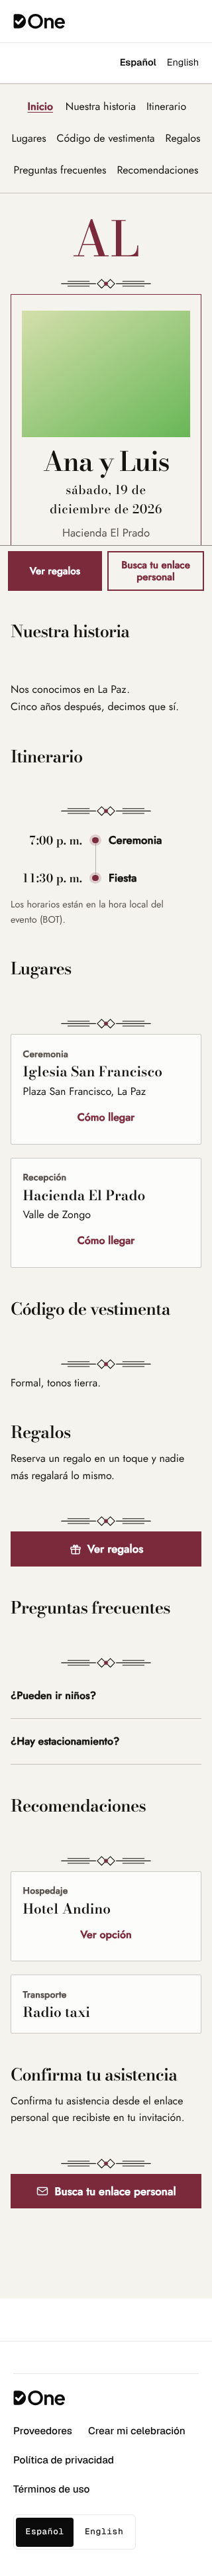 One
Español English
Inicio Nuestra historia Itinerario
Lugares Código de vestimenta Regalos
Preguntas frecuentes Recomendaciones
AL
Ana y Luis
sábado, 19 de
diciembre de 2026
Hacienda El Prado
Ver regalos
Busca tu enlace
personal
Nuestra historia
Nos conocimos en La Paz.
Cinco años después, decimos que sí.
Itinerario
7:00 p. m. Ceremonia
11:30 p. m. Fiesta
Los horarios están en la hora local del
evento (BOT).
Lugares
Ceremonia
Iglesia San Francisco
Plaza San Francisco, La Paz
Cómo llegar
Recepción
Hacienda El Prado
Valle de Zongo
Cómo llegar
Código de vestimenta
Formal, tonos tierra.
Regalos
Reserva un regalo en un toque y nadie
más regalará lo mismo.
Ver regalos
Preguntas frecuentes
¿Pueden ir niños?
¿Hay estacionamiento?
Recomendaciones
Hospedaje
Hotel Andino
Ver opción
Transporte
Radio taxi
Confirma tu asistencia
Confirma tu asistencia desde el enlace
personal que recibiste en tu invitación.
Busca tu enlace personal
One
Proveedores Crear mi celebración
Política de privacidad
Términos de uso
Español English